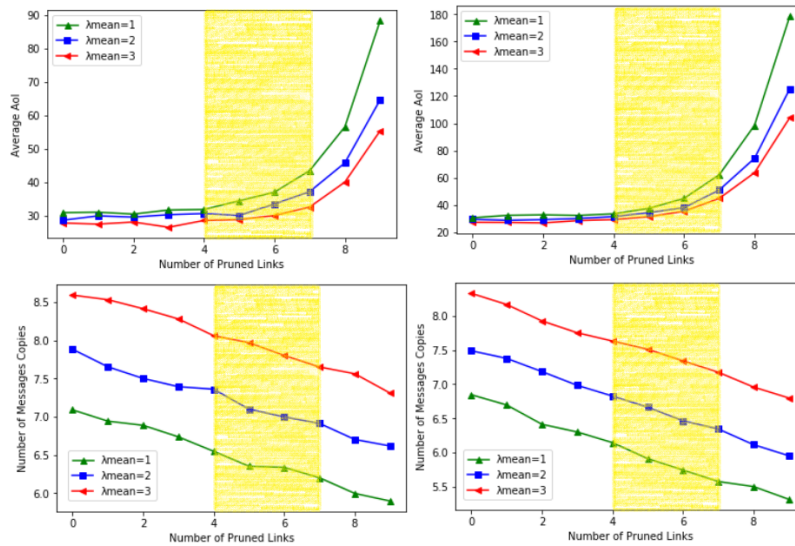 90
80
70
60
50
40
30
Average AoI
λmean=1
λmean=2
λmean=3
0 2 4 6 8
Number of Pruned Links
180
160
140
120
100
80
60
40
20
Average AoI
λmean=1
λmean=2
λmean=3
0 2 4 6 8
Number of Pruned Links
8.5
8.0
7.5
7.0
6.5
6.0
Number of Messages Copies
λmean=1
λmean=2
λmean=3
0 2 4 6 8
Number of Pruned Links
8.0
7.5
7.0
6.5
6.0
5.5
Number of Messages Copies
λmean=1
λmean=2
λmean=3
0 2 4 6 8
Number of Pruned Links